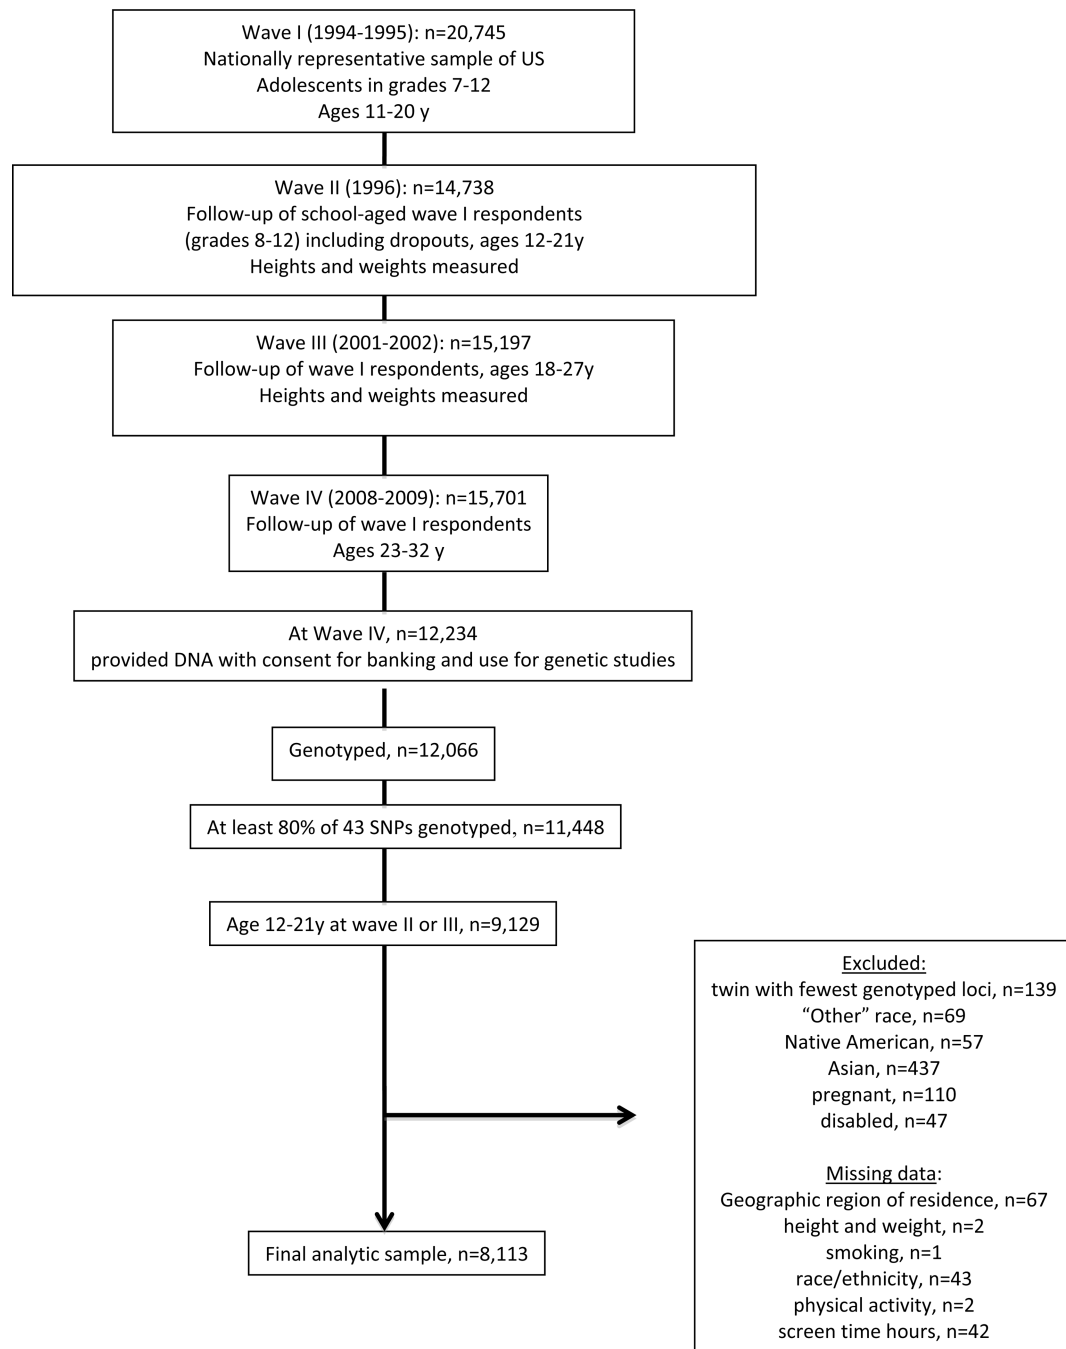 Wave I (1994-1995): n=20,745
Nationally representative sample of US
Adolescents in grades 7-12
Ages 11-20 y
Wave II (1996): n=14,738
Follow-up of school-aged wave I respondents
(grades 8-12) including dropouts, ages 12-21y
Heights and weights measured
Wave III (2001-2002): n=15,197
Follow-up of wave I respondents, ages 18-27y
Heights and weights measured
Wave IV (2008-2009): n=15,701
Follow-up of wave I respondents
Ages 23-32 y
At Wave IV, n=12,234
provided DNA with consent for banking and use for genetic studies
Genotyped, n=12,066
At least 80% of 43 SNPs genotyped, n=11,448
Age 12-21y at wave II or III, n=9,129
Excluded:
twin with fewest genotyped loci, n=139
“Other” race, n=69
Native American, n=57
Asian, n=437
pregnant, n=110
disabled, n=47
Missing data:
Geographic region of residence, n=67
height and weight, n=2
smoking, n=1
race/ethnicity, n=43
physical activity, n=2
screen time hours, n=42
Final analytic sample, n=8,113